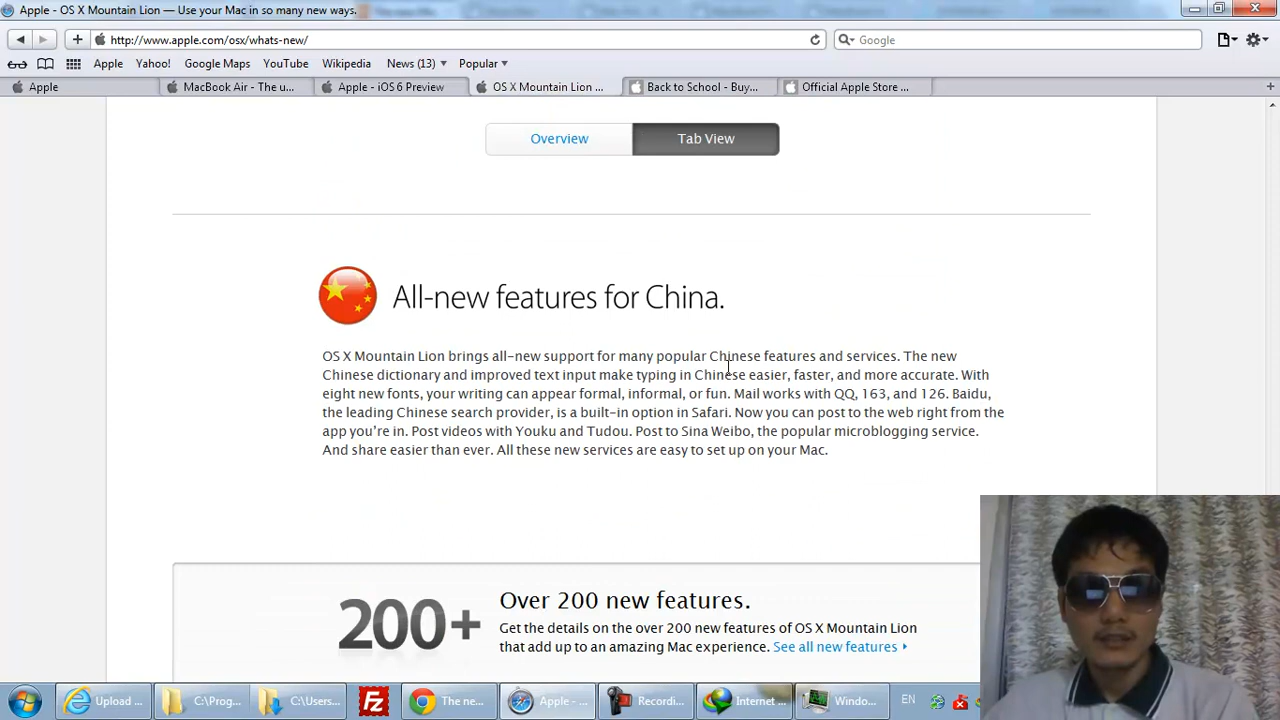 Apple - OS X Mountain Lion — Use your Mac in so many new ways.
http://www.apple.com/osx/whats-new/
Google
Apple Yahoo! Google Maps YouTube Wikipedia News (13) Popular
Apple MacBook Air - The u... Apple - iOS 6 Preview OS X Mountain Lion ... Back to School - Buy... Official Apple Store ...
Overview Tab View
All-new features for China.
OS X Mountain Lion brings all-new support for many popular Chinese features and services. The new
Chinese dictionary and improved text input make typing in Chinese easier, faster, and more accurate. With
eight new fonts, your writing can appear formal, informal, or fun. Mail works with QQ, 163, and 126. Baidu,
the leading Chinese search provider, is a built-in option in Safari. Now you can post to the web right from the
app you're in. Post videos with Youku and Tudou. Post to Sina Weibo, the popular microblogging service.
And share easier than ever. All these new services are easy to set up on your Mac.
200+
Over 200 new features.
Get the details on the over 200 new features of OS X Mountain Lion
that add up to an amazing Mac experience. See all new features
Upload ... C:\Prog... C:\Users... FZ The ne... Apple - ... Recordi... Internet ... Windo... EN